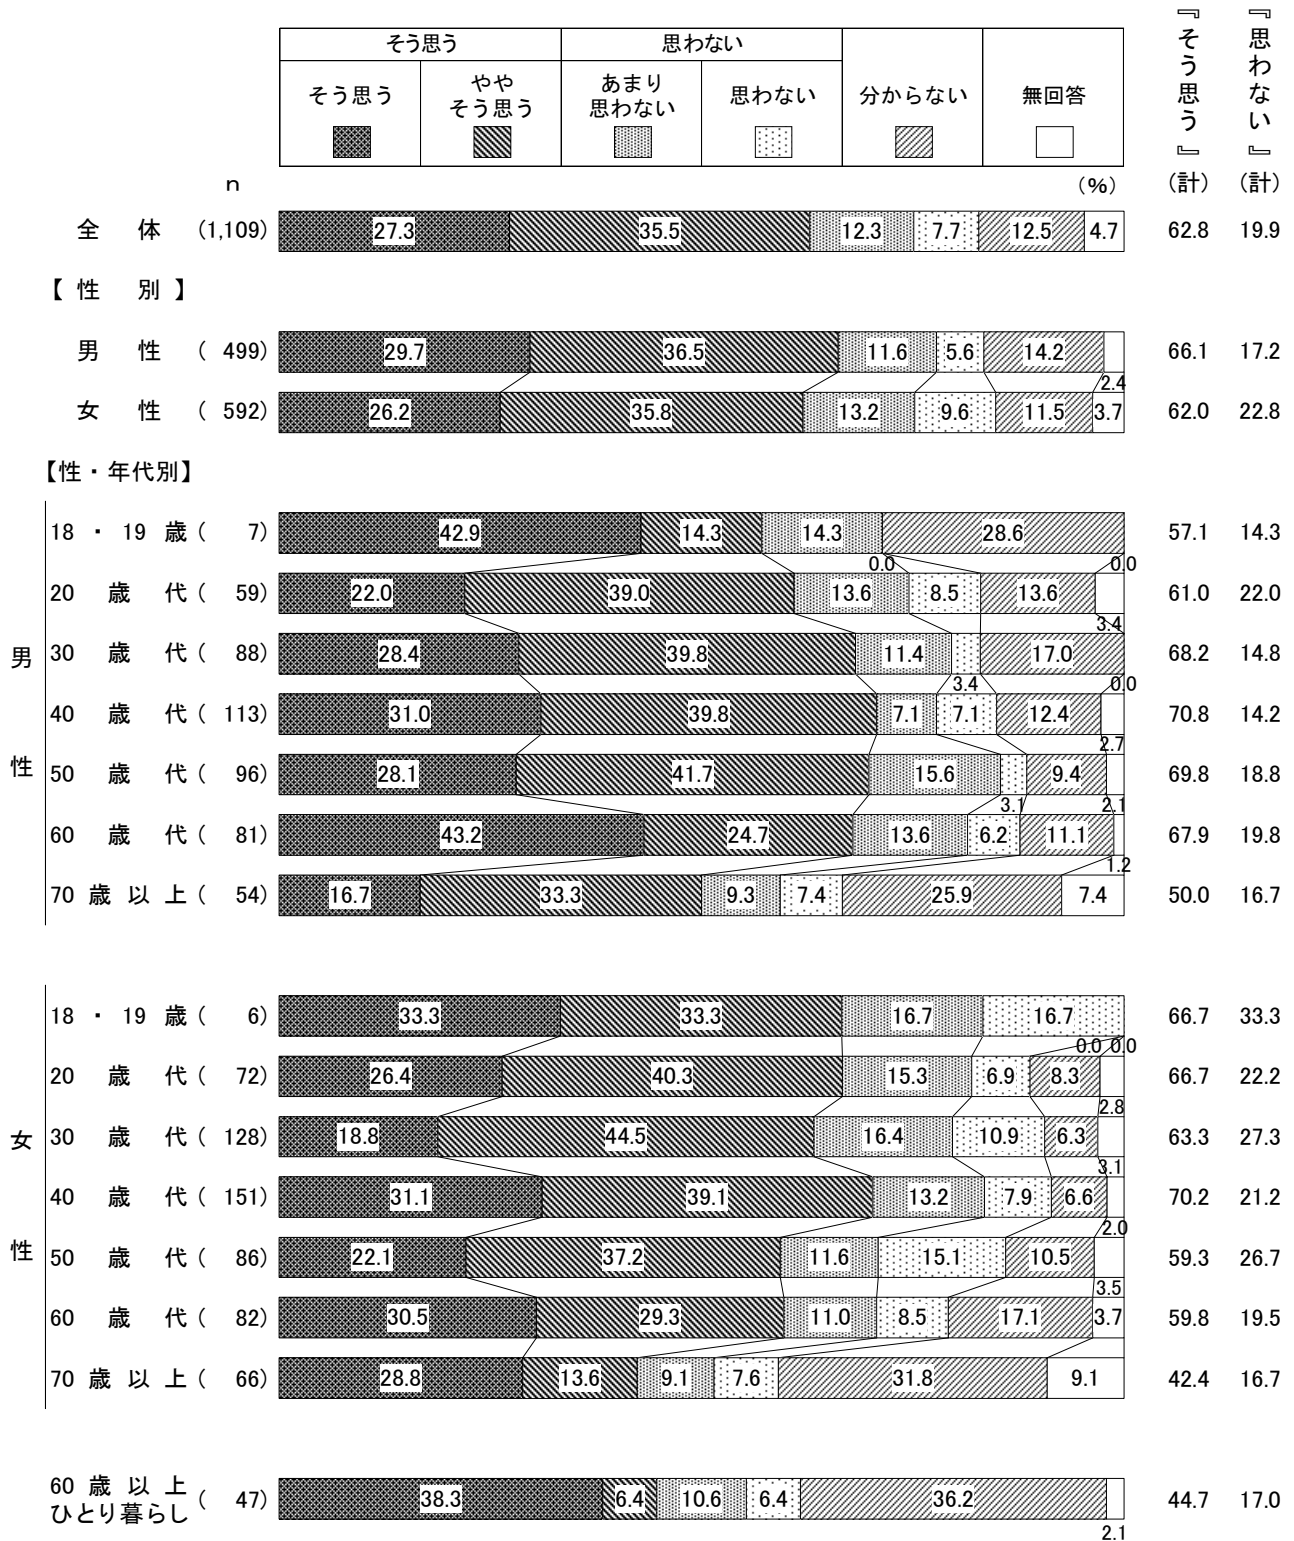 『そう思う』 『思わない』
そう思う 思わない
そう思う やや そう思う あまり 思わない 思わない 分からない 無回答
n (%) (計) (計)
全 体 (1,109) 27.3 35.5 12.3 7.7 12.5 4.7 62.8 19.9
【 性 別 】
男 性 ( 499) 29.7 36.5 11.6 5.6 14.2 66.1 17.2
2.4
女 性 ( 592) 26.2 35.8 13.2 9.6 11.5 3.7 62.0 22.8
【性・年代別】
男性
18 ・ 19 歳 ( 7) 42.9 14.3 14.3 28.6 57.1 14.3
0.0 0.0
20 歳 代 ( 59) 22.0 39.0 13.6 8.5 13.6 61.0 22.0
3.4
30 歳 代 ( 88) 28.4 39.8 11.4 17.0 68.2 14.8
3.4 0.0
40 歳 代 ( 113) 31.0 39.8 7.1 7.1 12.4 70.8 14.2
2.7
50 歳 代 ( 96) 28.1 41.7 15.6 9.4 69.8 18.8
3.1 2.1
60 歳 代 ( 81) 43.2 24.7 13.6 6.2 11.1 67.9 19.8
1.2
70 歳 以 上 ( 54) 16.7 33.3 9.3 7.4 25.9 7.4 50.0 16.7
女性
18 ・ 19 歳 ( 6) 33.3 33.3 16.7 16.7 66.7 33.3
0.0 0.0
20 歳 代 ( 72) 26.4 40.3 15.3 6.9 8.3 66.7 22.2
2.8
30 歳 代 ( 128) 18.8 44.5 16.4 10.9 6.3 63.3 27.3
3.1
40 歳 代 ( 151) 31.1 39.1 13.2 7.9 6.6 70.2 21.2
2.0
50 歳 代 ( 86) 22.1 37.2 11.6 15.1 10.5 59.3 26.7
3.5
60 歳 代 ( 82) 30.5 29.3 11.0 8.5 17.1 3.7 59.8 19.5
70 歳 以 上 ( 66) 28.8 13.6 9.1 7.6 31.8 9.1 42.4 16.7
60 歳 以 上
ひとり暮らし ( 47) 38.3 6.4 10.6 6.4 36.2 44.7 17.0
2.1